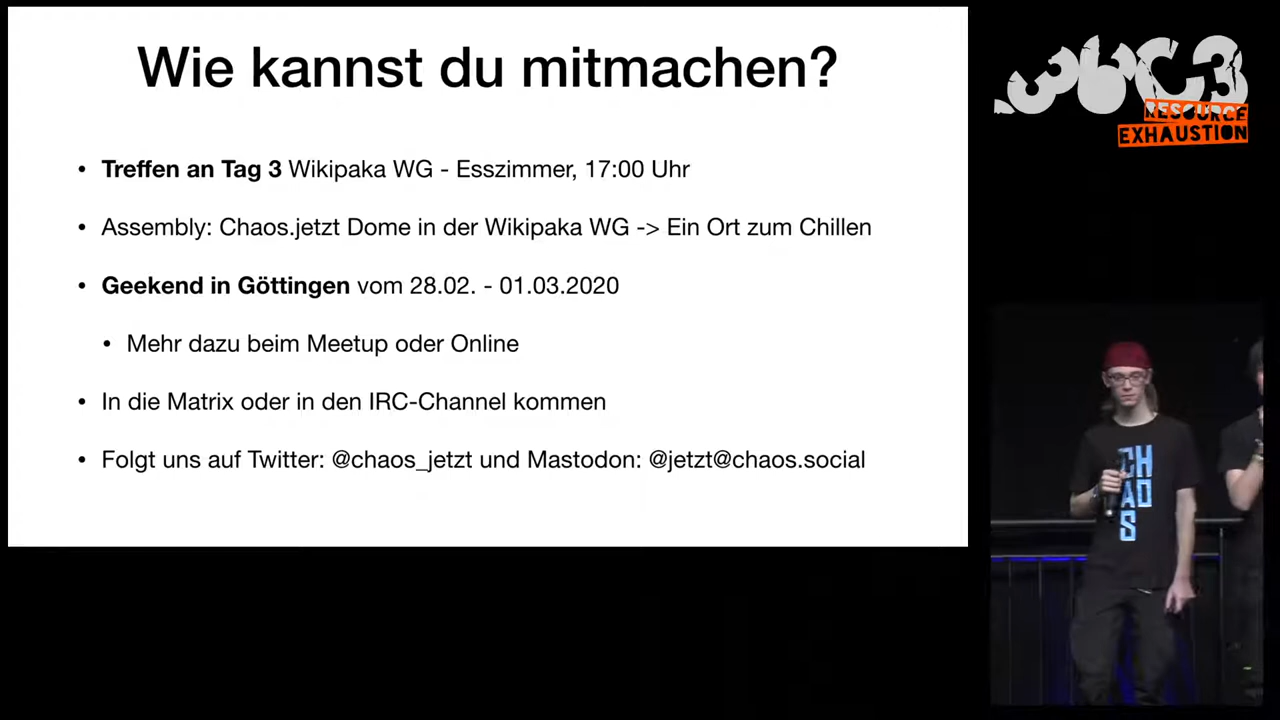 Wie kannst du mitmachen?
• Treffen an Tag 3 Wikipaka WG - Esszimmer, 17:00 Uhr
• Assembly: Chaos.jetzt Dome in der Wikipaka WG -> Ein Ort zum Chillen
• Geekend in Göttingen vom 28.02. - 01.03.2020
• Mehr dazu beim Meetup oder Online
• In die Matrix oder in den IRC-Channel kommen
• Folgt uns auf Twitter: @chaos_jetzt und Mastodon: @jetzt@chaos.social
36C3
RESOURCE
EXHAUSTION
CH
AO
S